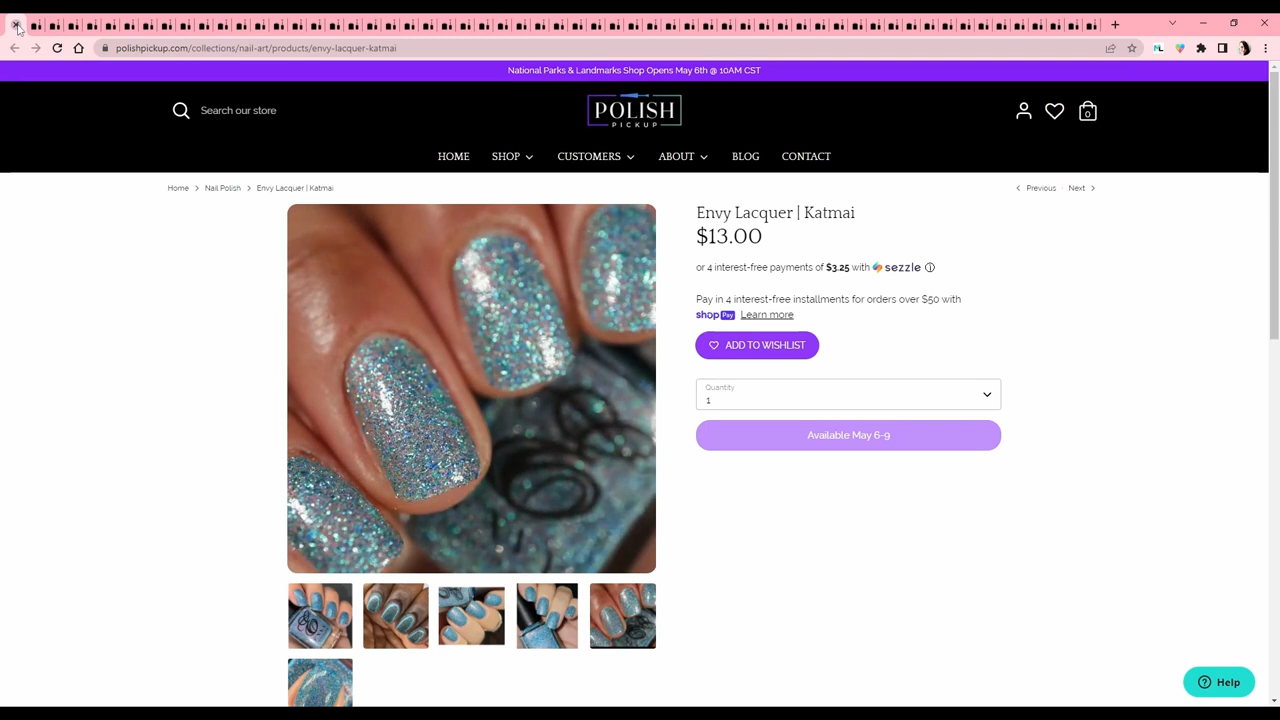 polishpickup.com/collections/nail-art/products/envy-lacquer-katmai
National Parks & Landmarks Shop Opens May 6th @ 10AM CST
Search our store
POLISH
PICKUP
0
HOME SHOP CUSTOMERS ABOUT BLOG CONTACT
Home > Nail Polish > Envy Lacquer | Katmai
< Previous · Next >
Envy Lacquer | Katmai
$13.00
or 4 interest-free payments of $3.25 with sezzle
Pay in 4 interest-free installments for orders over $50 with
shop Pay Learn more
ADD TO WISHLIST
Quantity
1
Available May 6-9
Help